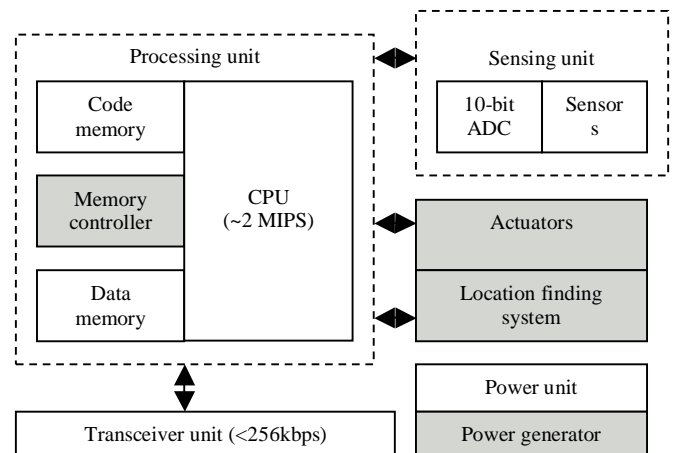 Processing unit
Code
memory
Memory
controller
Data
memory
CPU
(~2 MIPS)
Sensing unit
10-bit
ADC
Sensor
s
Actuators
Location finding
system
Transceiver unit (<256kbps)
Power unit
Power generator